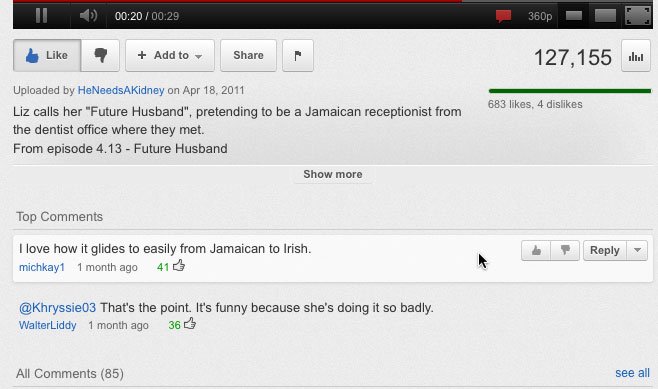 00:20 / 00:29 360p
Like + Add to Share 127,155
Uploaded by HeNeedsAKidney on Apr 18, 2011
683 likes, 4 dislikes
Liz calls her "Future Husband", pretending to be a Jamaican receptionist from
the dentist office where they met.
From episode 4.13 - Future Husband
Show more
Top Comments
I love how it glides to easily from Jamaican to Irish.
michkay1 1 month ago 41
Reply
@Khryssie03 That's the point. It's funny because she's doing it so badly.
WalterLiddy 1 month ago 36
All Comments (85) see all